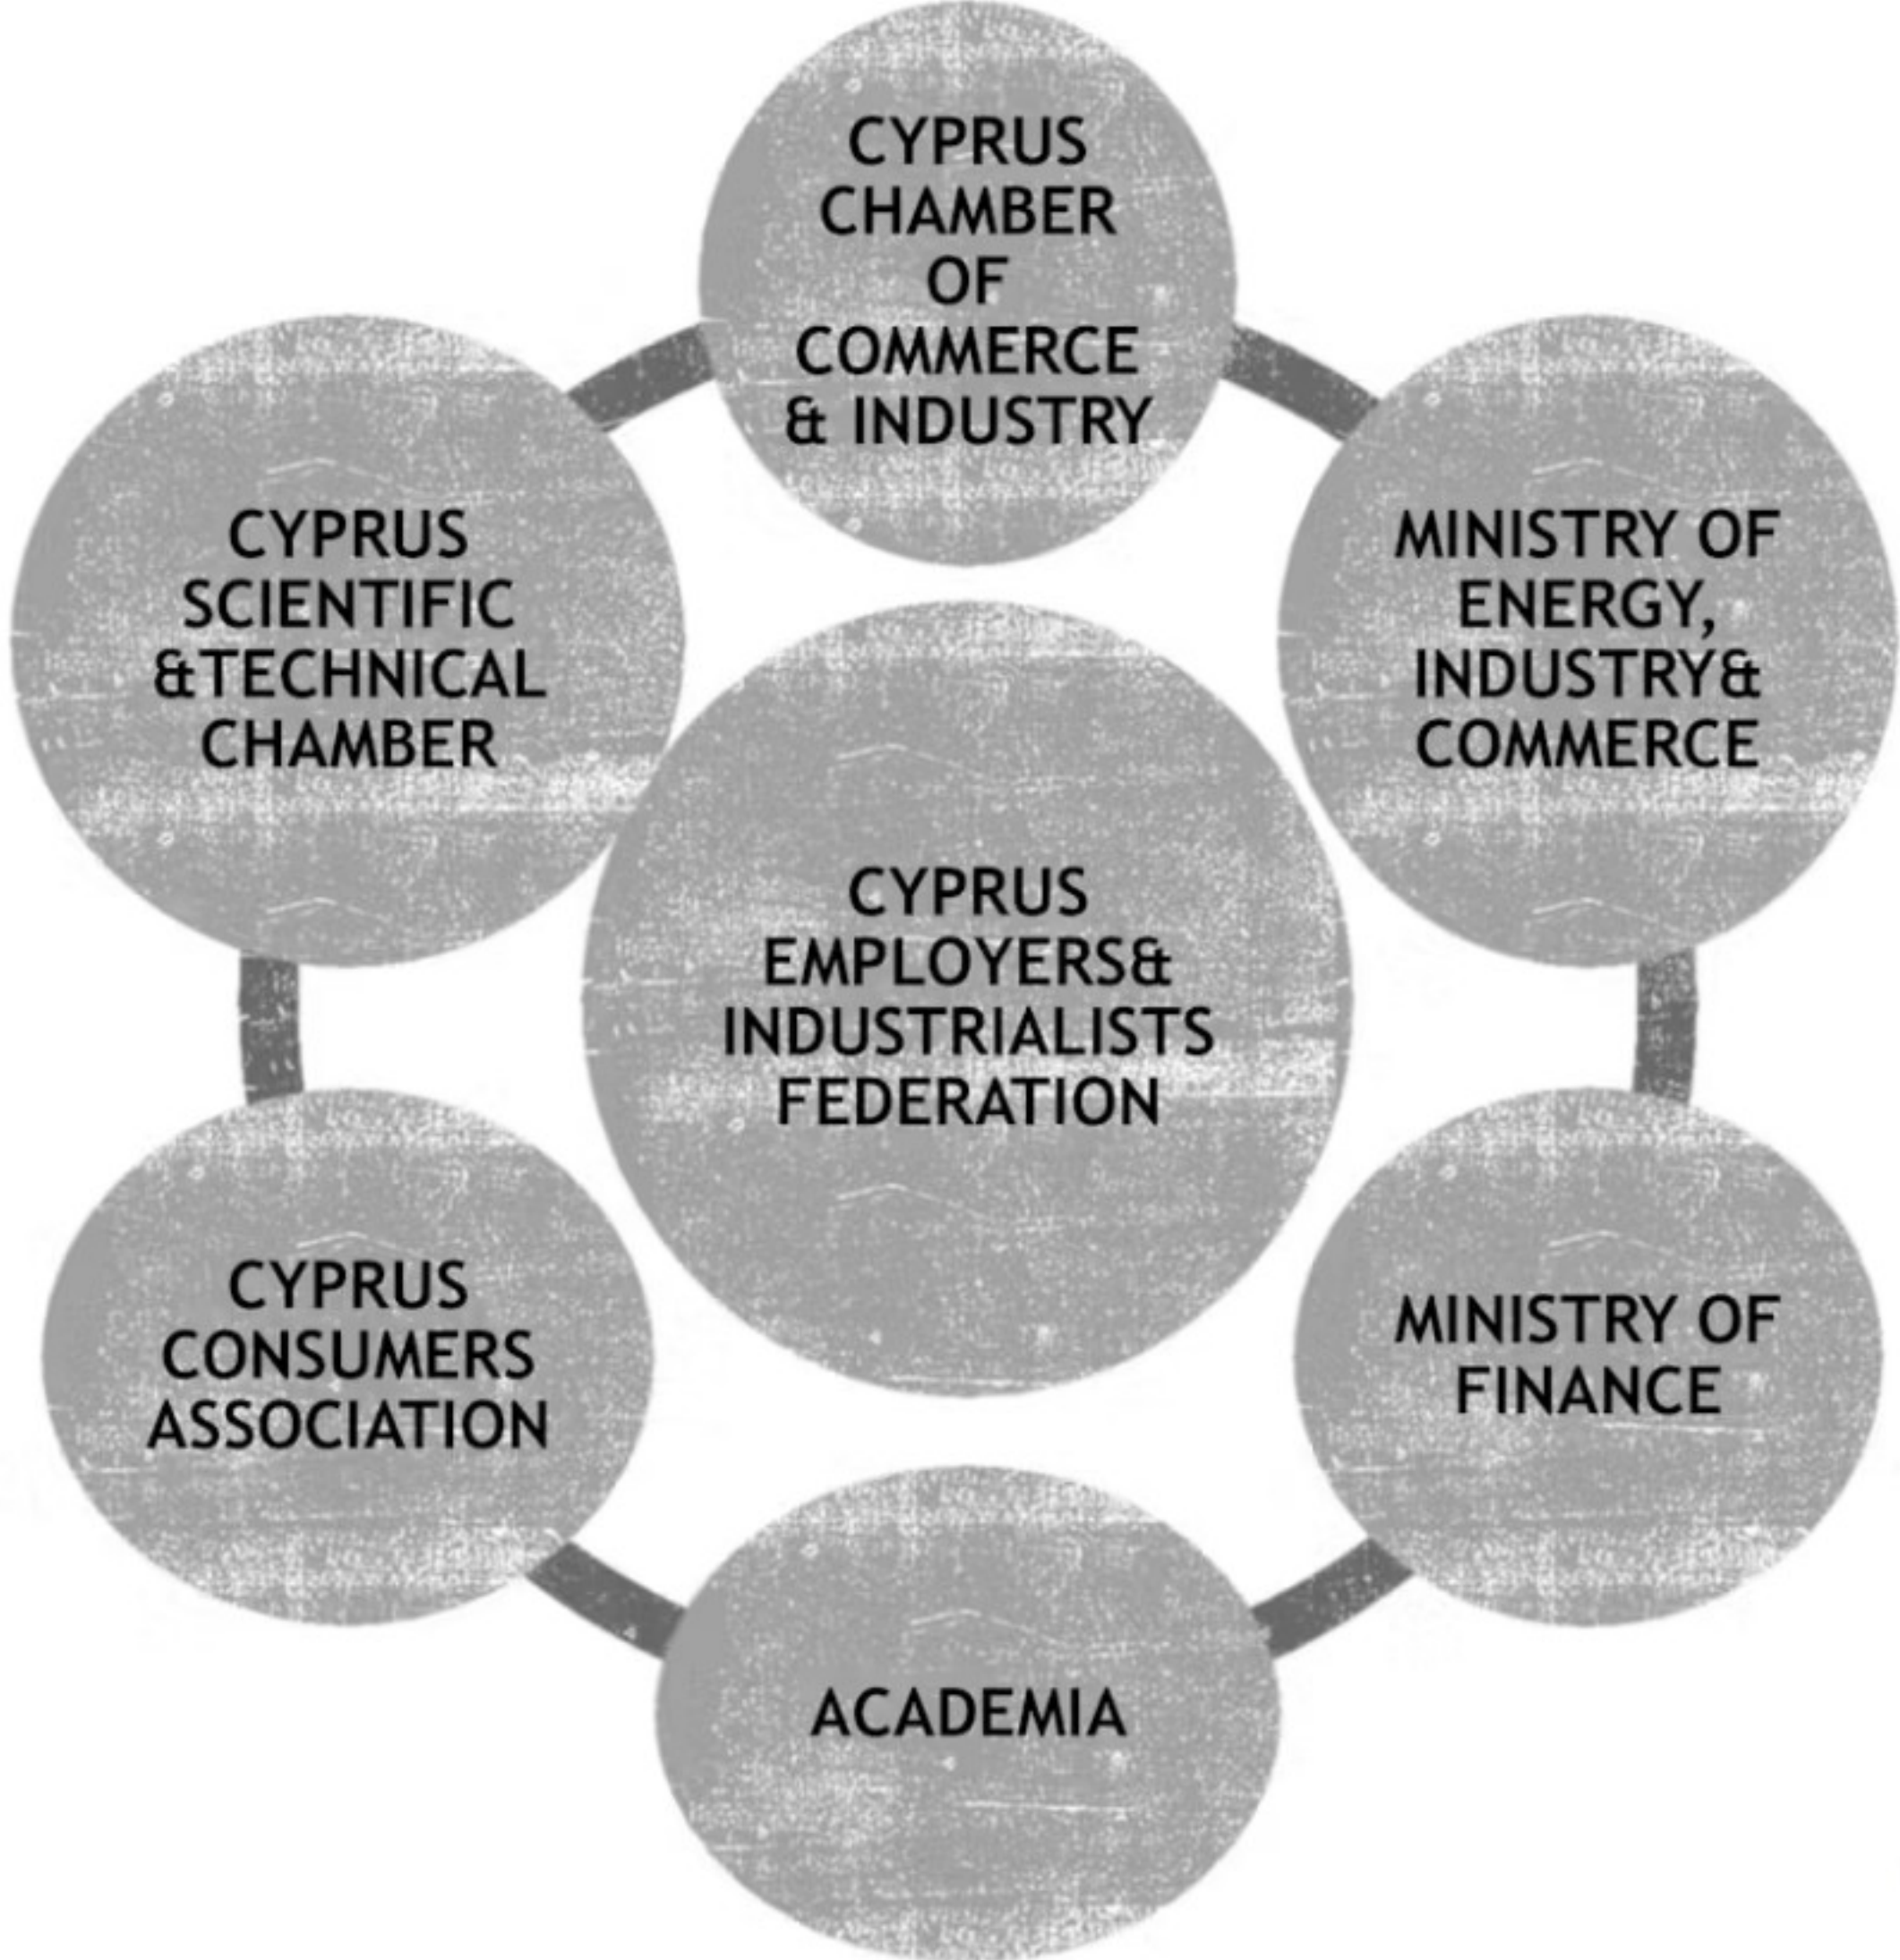 CYPRUS
CHAMBER
OF
COMMERCE
& INDUSTRY
CYPRUS
SCIENTIFIC
&TECHNICAL
CHAMBER
MINISTRY OF
ENERGY,
INDUSTRY&
COMMERCE
CYPRUS
EMPLOYERS&
INDUSTRIALISTS
FEDERATION
CYPRUS
CONSUMERS
ASSOCIATION
MINISTRY OF
FINANCE
ACADEMIA